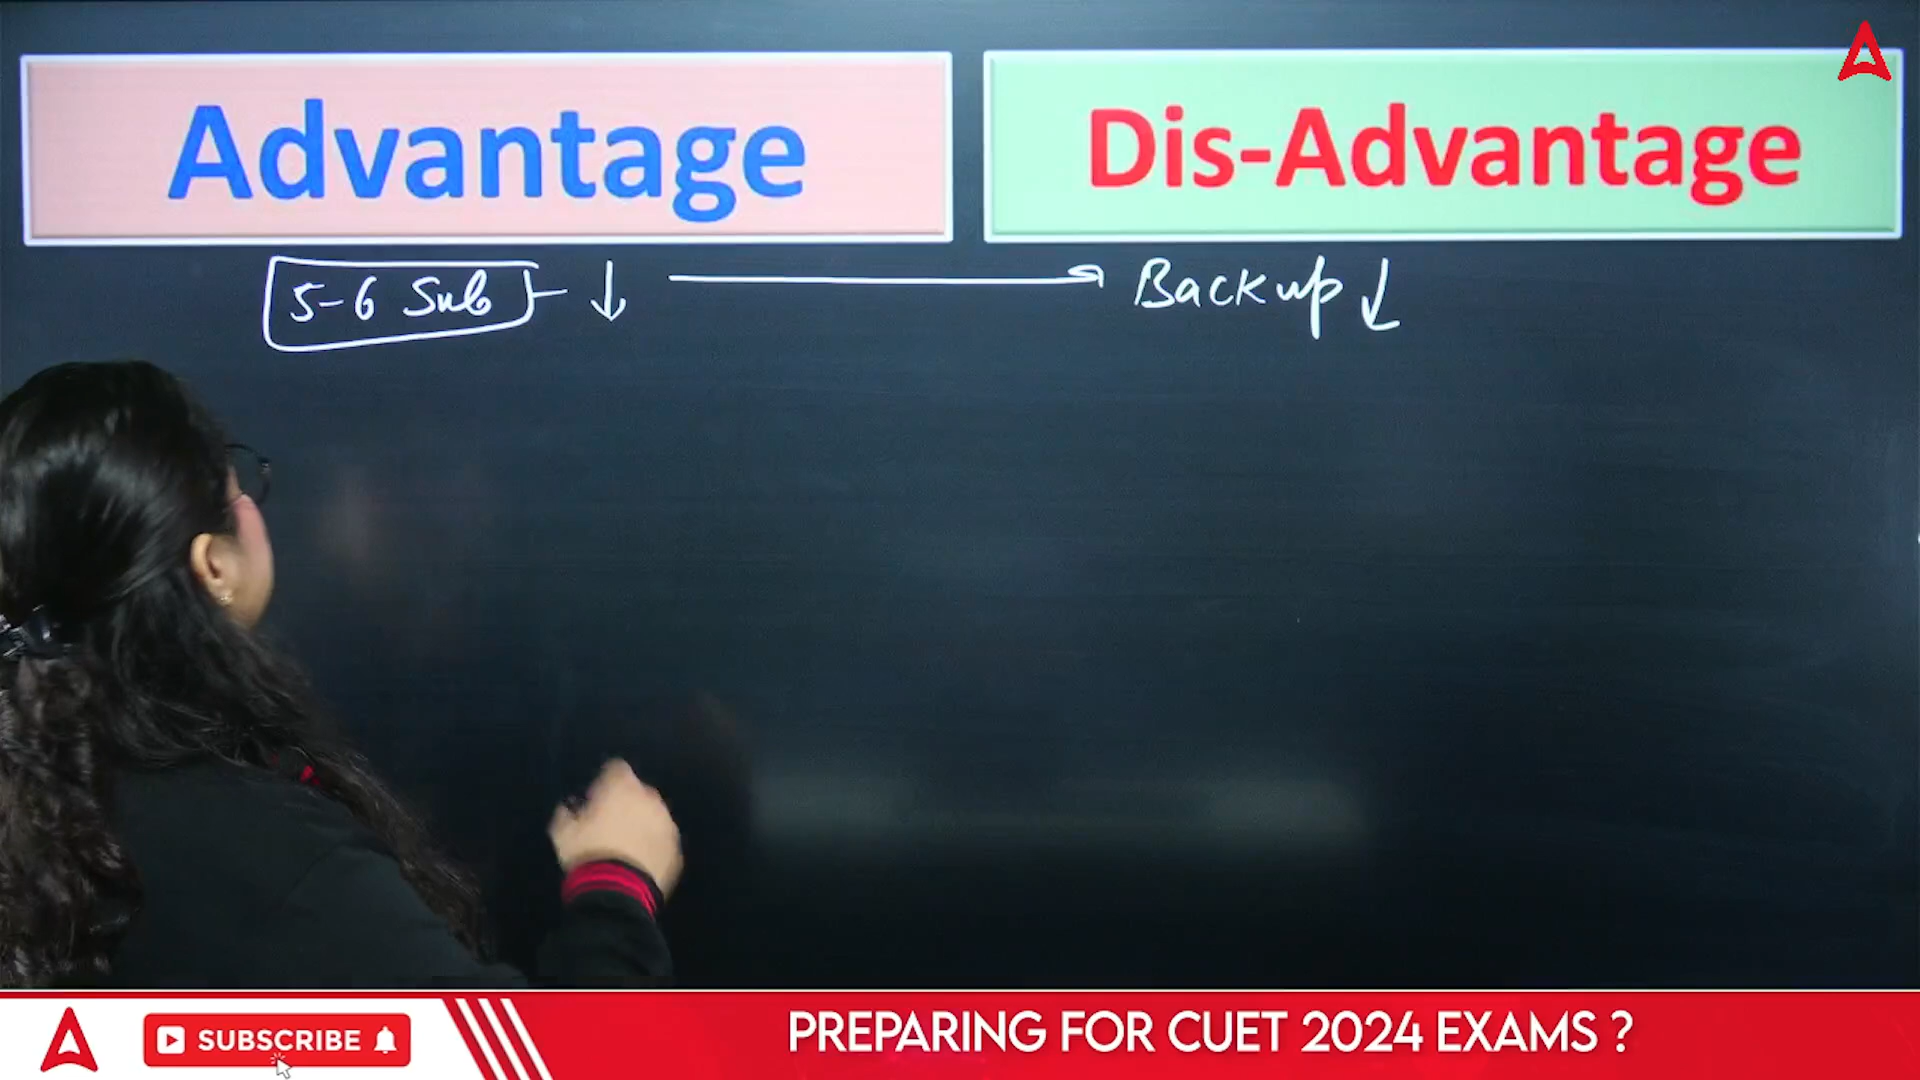 Advantage
Dis-Advantage
5-6 Sub
Backup
SUBSCRIBE
PREPARING FOR CUET 2024 EXAMS ?